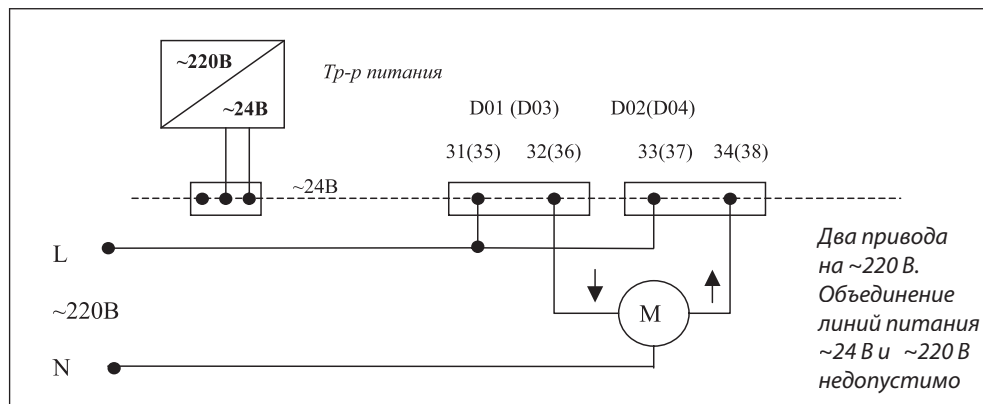 ~220В
Тр-р питания
~24В
D01 (D03) D02(D04)
31(35) 32(36) 33(37) 34(38)
~24В
L
~220В
N
М
Два привода
на ~220 В.
Объединение
линий питания
~24 В и ~220 В
недопустимо